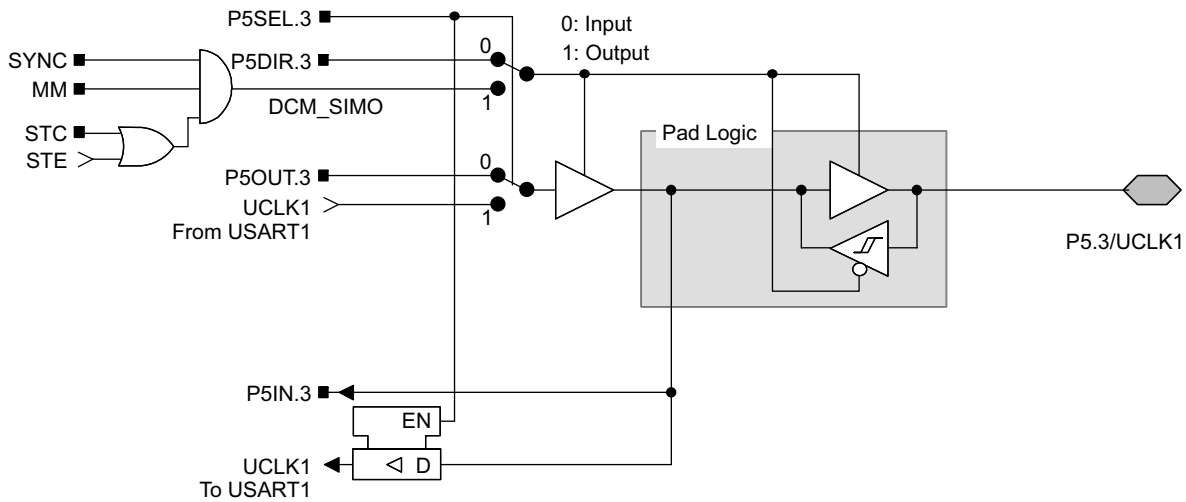 P5SEL.3
0: Input
1: Output
0
SYNC
P5DIR.3
MM
1
DCM_SIMO
STC
STE
Pad Logic
0
P5OUT.3
UCLK1
From USART1
1
P5.3/UCLK1
P5IN.3
EN
D
UCLK1
To USART1